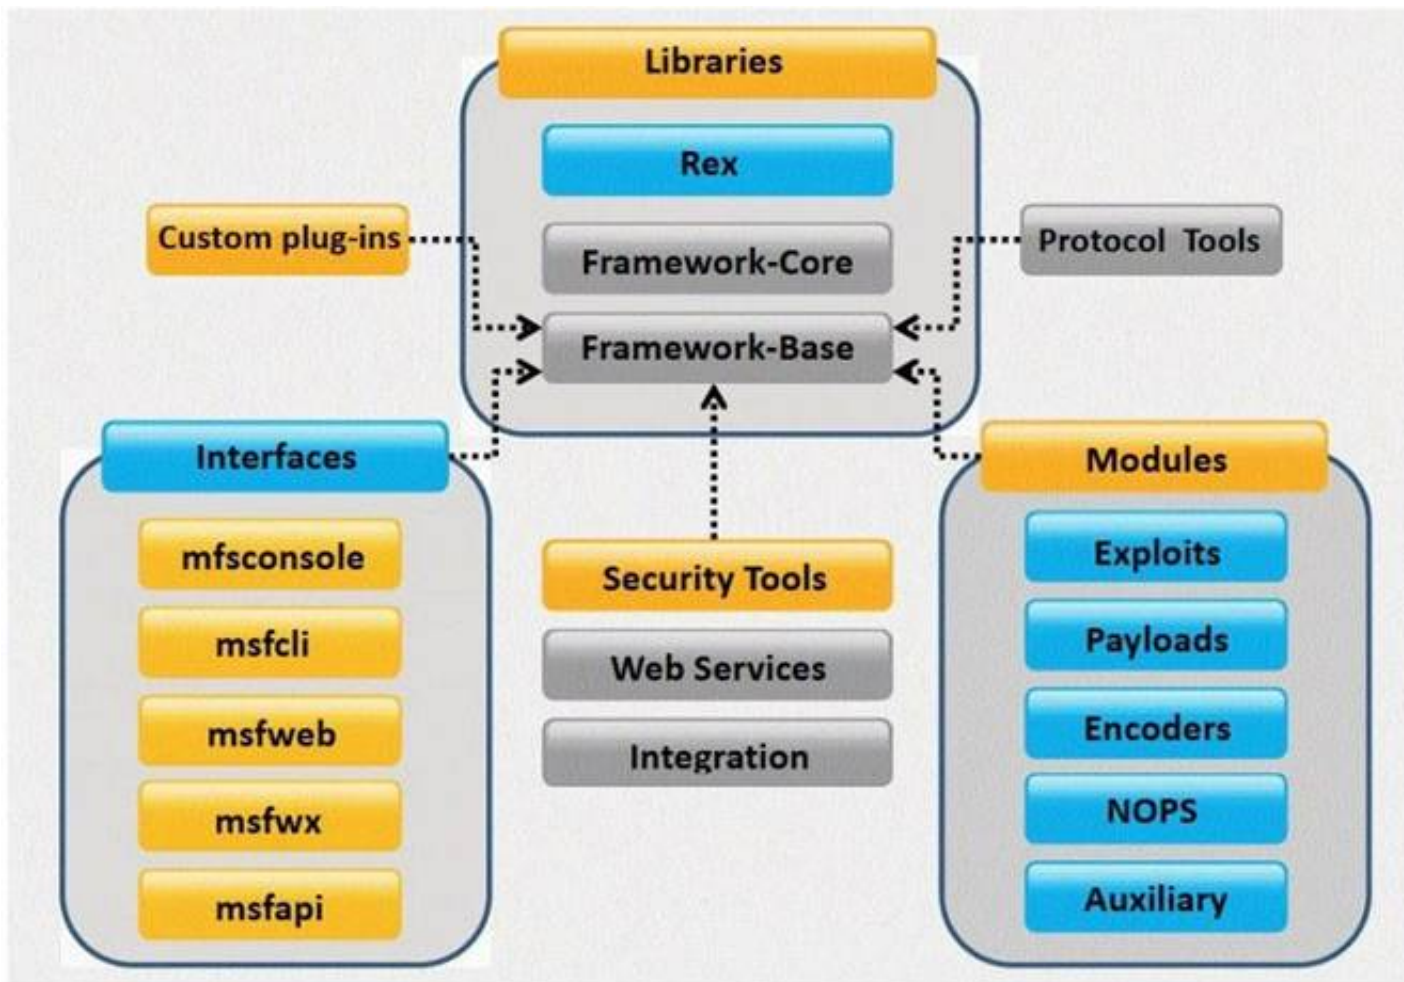 Libraries
Rex
Custom plug-ins
Protocol Tools
Framework-Core
Framework-Base
Interfaces
mfsconsole
msfcli
msfweb
msfwx
msfapi
Security Tools
Web Services
Integration
Modules
Exploits
Payloads
Encoders
NOPS
Auxiliary